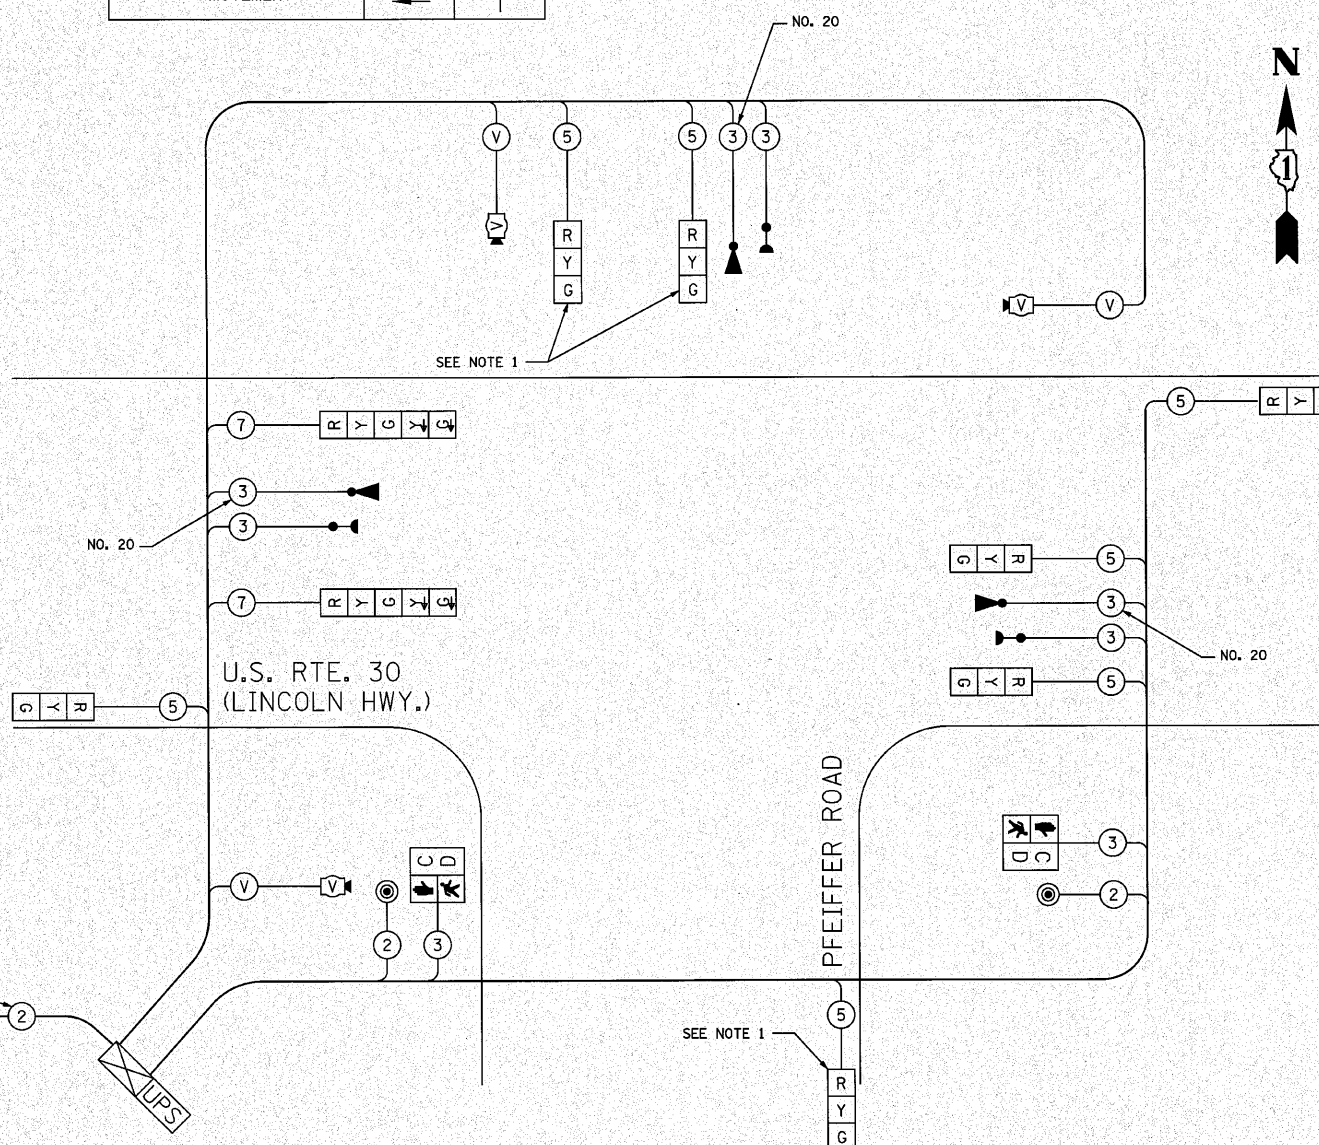 NO. 20
N
1
V
5
5
3
3
V
R
Y
G
R
Y
G
V
V
SEE NOTE 1
7
R Y G Y G
5
R Y
3
NO. 20
3
G Y R
5
3
7
R Y G Y G
3
NO. 20
U.S. RTE. 30
(LINCOLN HWY.)
G Y R
5
G Y R
5
PFEIFFER ROAD
C D
3
C
D
V
V
2
2
3
2
5
SEE NOTE 1
R
Y
G
UPS